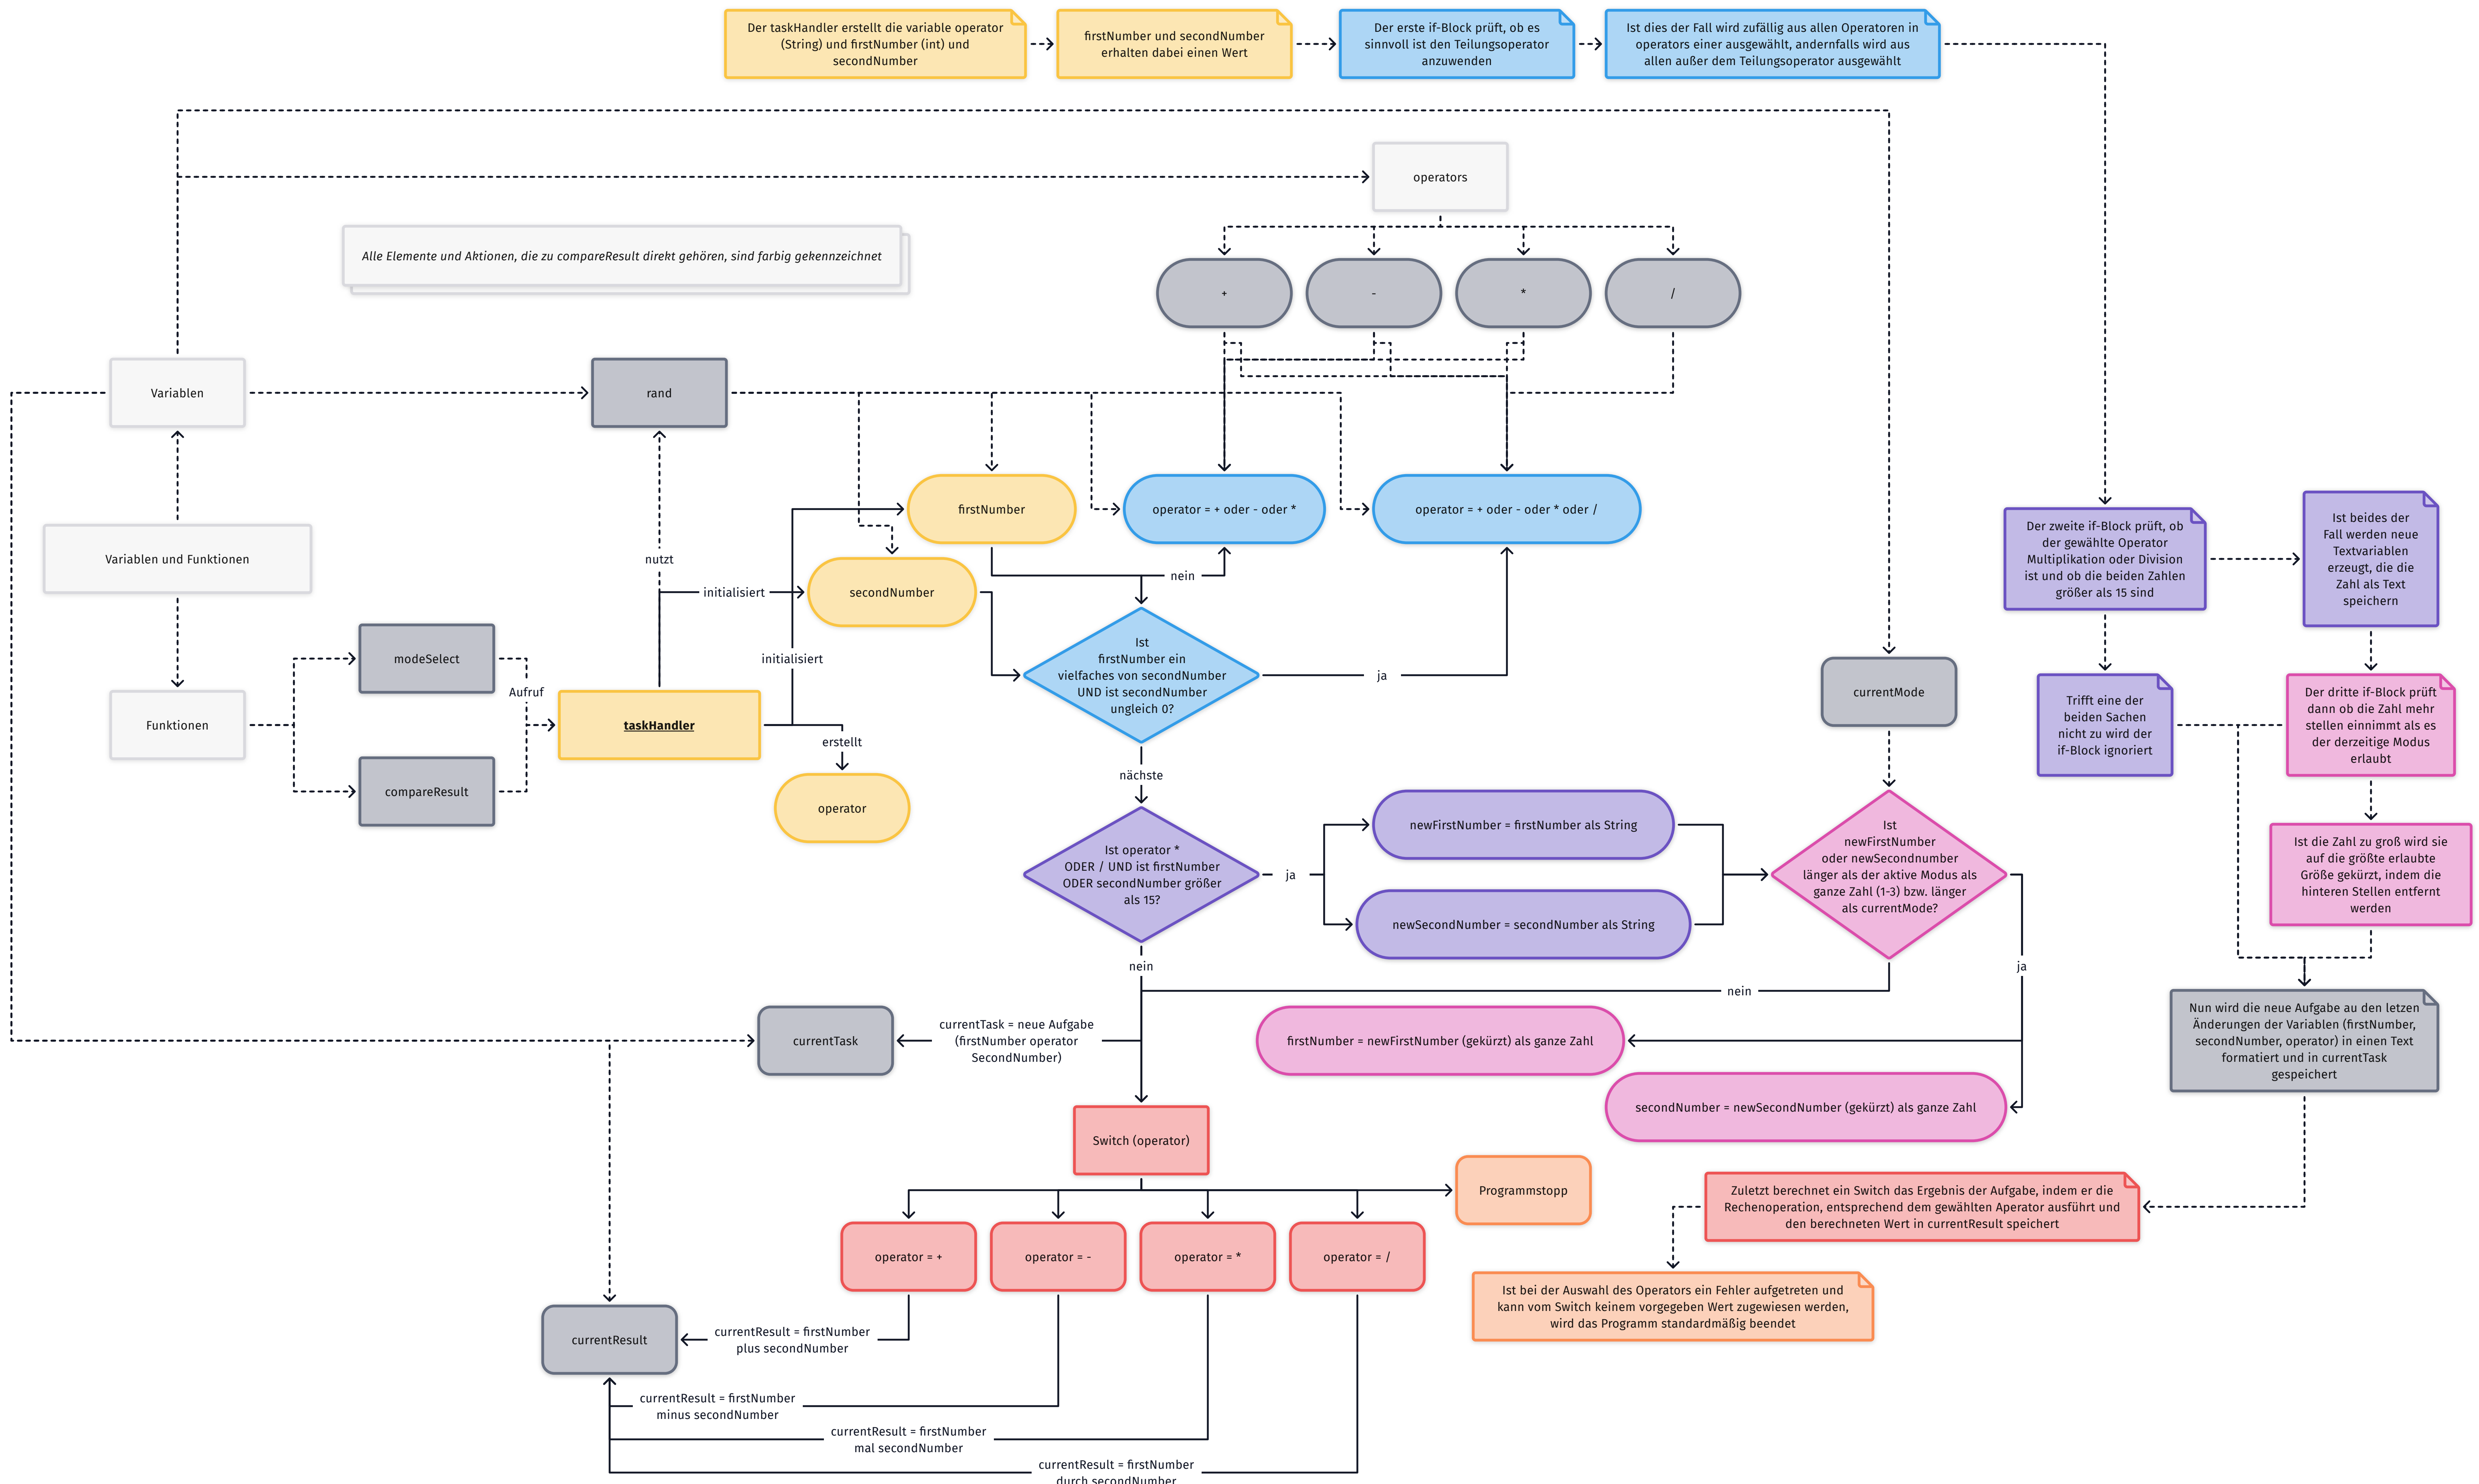 Der taskHandler erstellt die variable operator
(String) und firstNumber (int) und
secondNumber
firstNumber und secondNumber
erhalten dabei einen Wert
Der erste if-Block prüft, ob es
sinnvoll ist den Teilungsoperator
anzuwenden
Ist dies der Fall wird zufällig aus allen Operatoren in
operators einer ausgewählt, andernfalls wird aus
allen außer dem Teilungsoperator ausgewählt
operators
Alle Elemente und Aktionen, die zu compareResult direkt gehören, sind farbig gekennzeichnet
+
-
*
/
Variablen
rand
firstNumber
operator = + oder - oder *
operator = + oder - oder * oder /
Variablen und Funktionen
nutzt
initialisiert
secondNumber
nein
initialisiert
Ist
firstNumber ein
vielfaches von secondNumber
UND ist secondNumber
ungleich 0?
ja
modeSelect
Aufruf
Funktionen
taskHandler
compareResult
erstellt
operator
nächste
currentMode
Der zweite if-Block prüft, ob
der gewählte Operator
Multiplikation oder Division
ist und ob die beiden Zahlen
größer als 15 sind
Ist beides der
Fall werden neue
Textvariablen
erzeugt, die die
Zahl als Text
speichern
Trifft eine der
beiden Sachen
nicht zu wird der
if-Block ignoriert
Der dritte if-Block prüft
dann ob die Zahl mehr
stellen einnimmt als es
der derzeitige Modus
erlaubt
Ist operator *
ODER / UND ist firstNumber
ODER secondNumber größer
als 15?
ja
newFirstNumber = firstNumber als String
newSecondNumber = secondNumber als String
Ist
newFirstNumber
oder newSecondnumber
länger als der aktive Modus als
ganze Zahl (1-3) bzw. länger
als currentMode?
Ist die Zahl zu groß wird sie
auf die größte erlaubte
Größe gekürzt, indem die
hinteren Stellen entfernt
werden
nein
ja
nein
currentTask
currentTask = neue Aufgabe
(firstNumber operator
SecondNumber)
firstNumber = newFirstNumber (gekürzt) als ganze Zahl
secondNumber = newSecondNumber (gekürzt) als ganze Zahl
Nun wird die neue Aufgabe au den letzen
Änderungen der Variablen (firstNumber,
secondNumber, operator) in einen Text
formatiert und in currentTask
gespeichert
Switch (operator)
Programmstopp
Zuletzt berechnet ein Switch das Ergebnis der Aufgabe, indem er die
Rechenoperation, entsprechend dem gewählten Aperator ausführt und
den berechneten Wert in currentResult speichert
operator = +
operator = -
operator = *
operator = /
Ist bei der Auswahl des Operators ein Fehler aufgetreten und
kann vom Switch keinem vorgegeben Wert zugewiesen werden,
wird das Programm standardmäßig beendet
currentResult
currentResult = firstNumber
plus secondNumber
currentResult = firstNumber
minus secondNumber
currentResult = firstNumber
mal secondNumber
currentResult = firstNumber
durch secondNumber